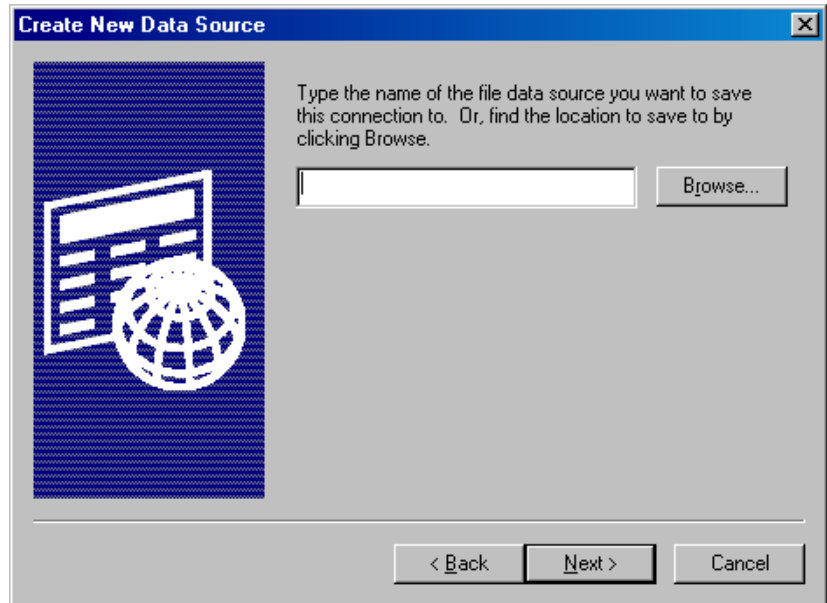 Create New Data Source
Type the name of the file data source you want to save
this connection to.  Or, find the location to save to by
clicking Browse.
Browse...
< Back
Next >
Cancel